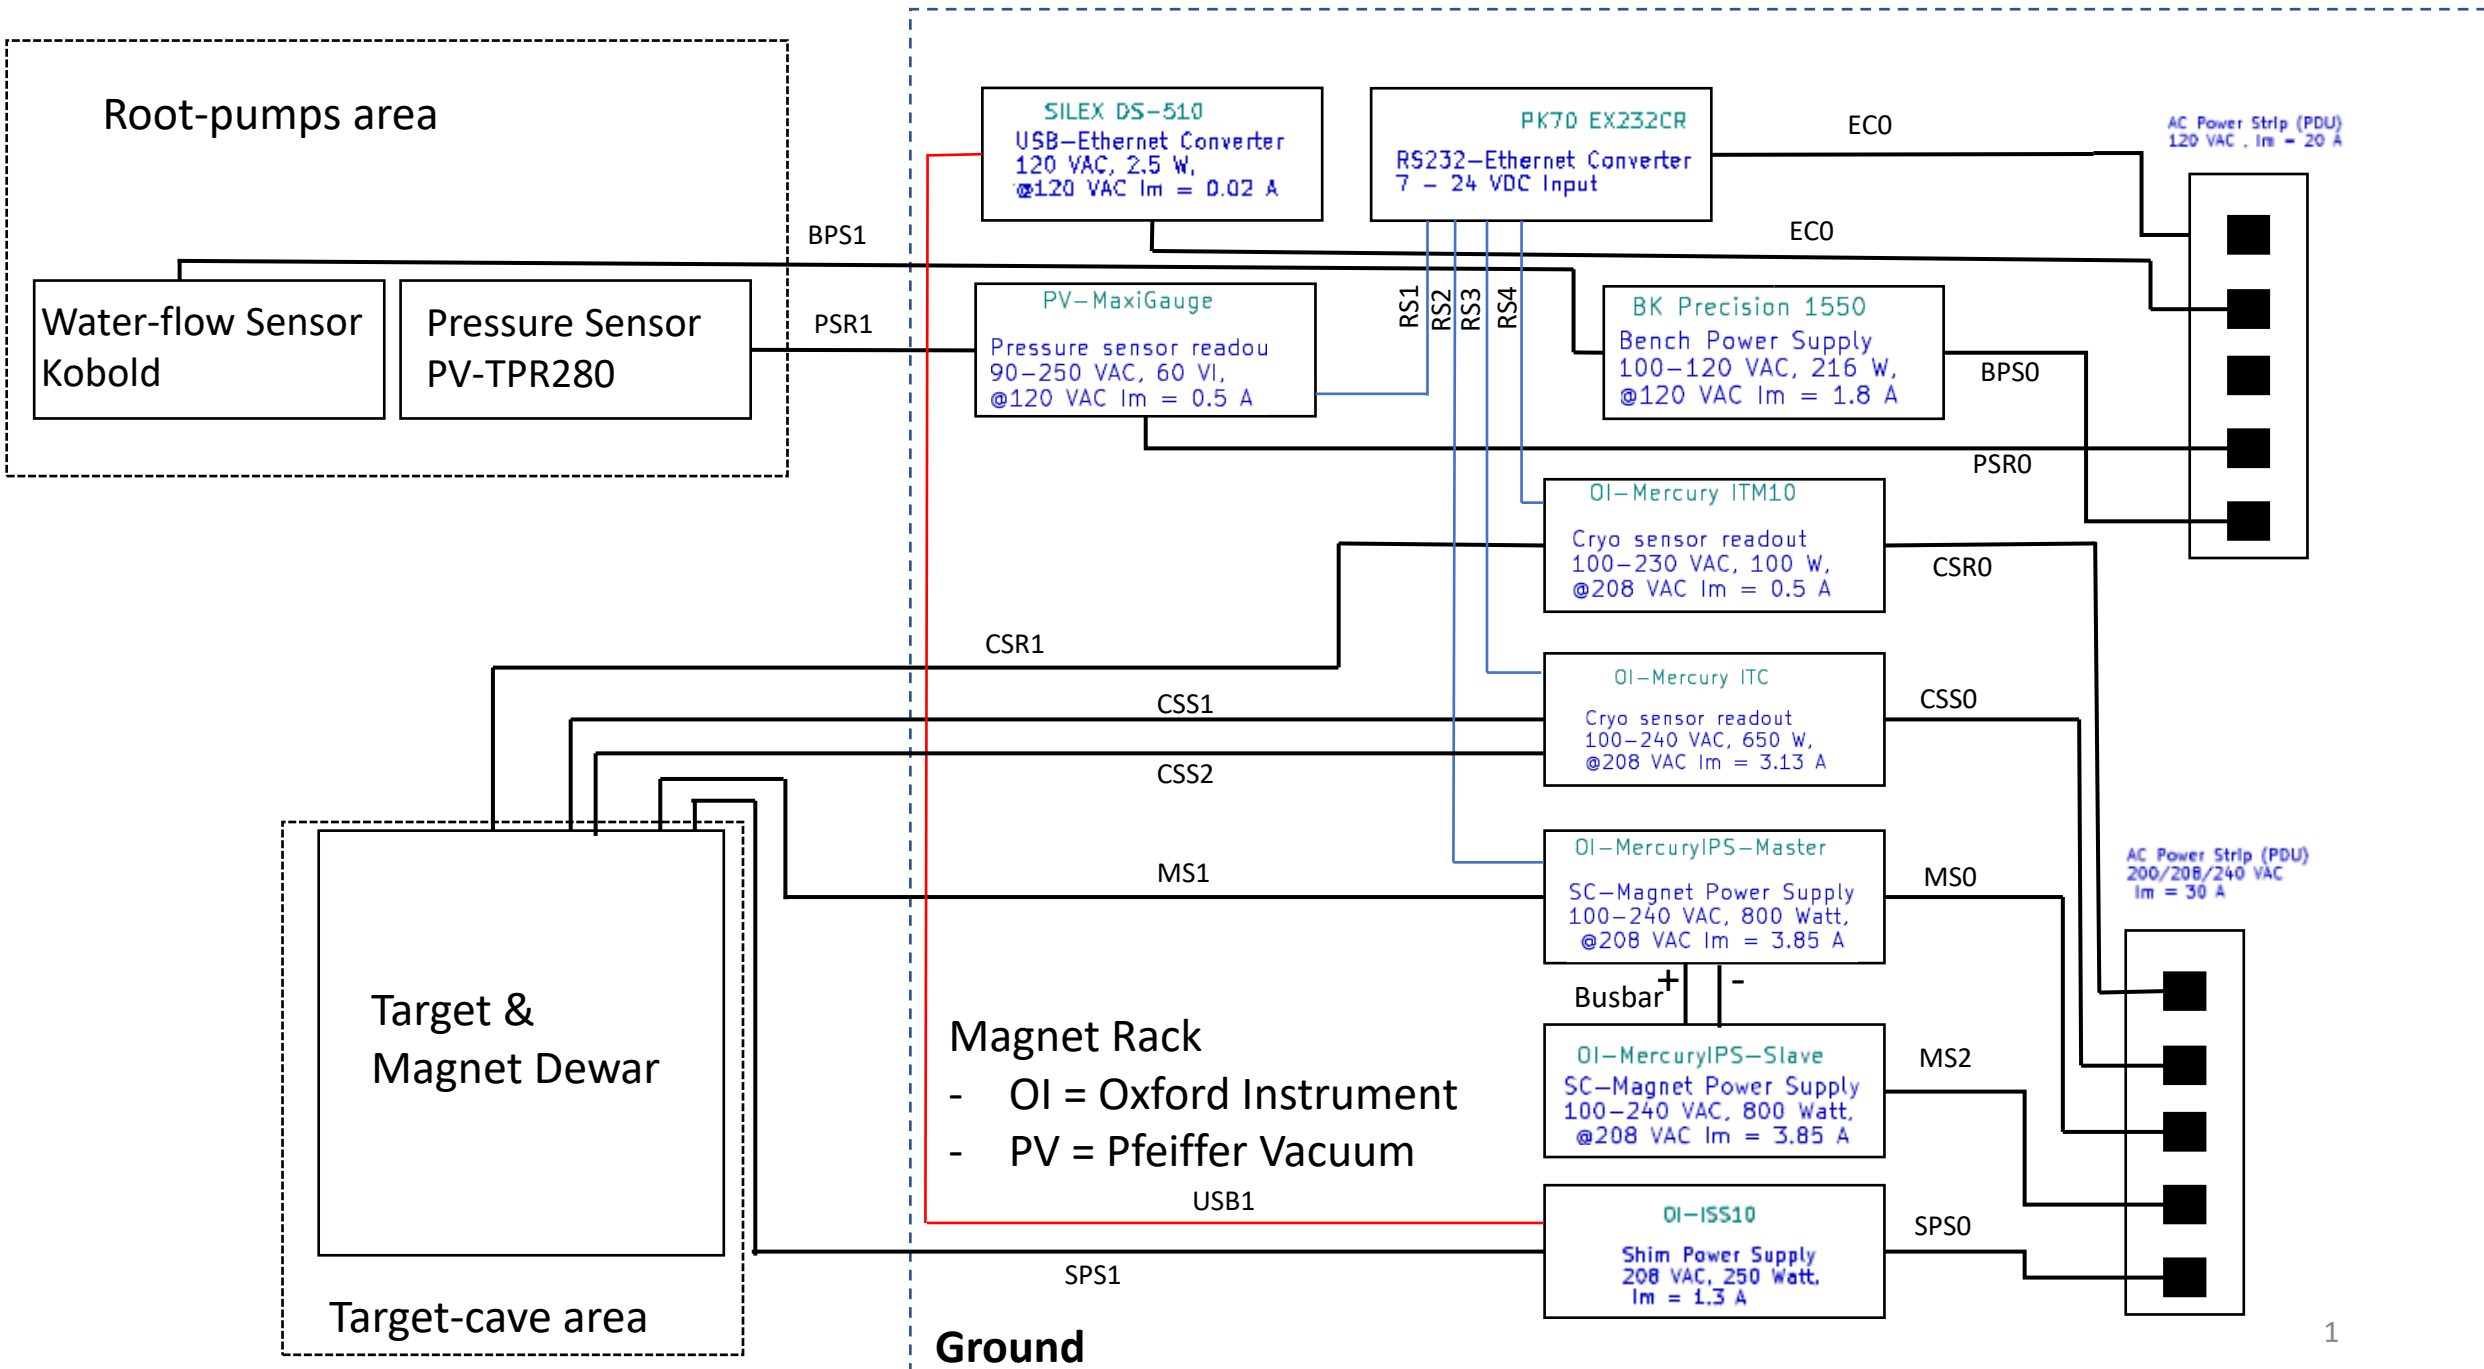 Root-pumps area
Water-flow Sensor
Kobold
Pressure Sensor
PV-TPR280
BPS1
PSR1
SILEX DS-510
USB-Ethernet Converter
120 VAC, 2.5 W,
@120 VAC Im = 0.02 A
PK70 EX232CR
RS232-Ethernet Converter
7 - 24 VDC Input
EC0
EC0
AC Power Strip (PDU)
120 VAC , Im = 20 A
PV-MaxiGauge
Pressure sensor readou
90-250 VAC, 60 VI,
@120 VAC Im = 0.5 A
RS1
RS2
RS3
RS4
BK Precision 1550
Bench Power Supply
100-120 VAC, 216 W,
@120 VAC Im = 1.8 A
BPS0
PSR0
OI-Mercury ITM10
Cryo sensor readout
100-230 VAC, 100 W,
@208 VAC Im = 0.5 A
CSR0
CSR1
OI-Mercury ITC
Cryo sensor readout
100-240 VAC, 650 W,
@208 VAC Im = 3.13 A
CSS0
CSS1
CSS2
OI-MercuryIPS-Master
SC-Magnet Power Supply
100-240 VAC, 800 Watt,
@208 VAC Im = 3.85 A
MS0
MS1
AC Power Strip (PDU)
200/208/240 VAC
Im = 30 A
Busbar
+
-
OI-MercuryIPS-Slave
SC-Magnet Power Supply
100-240 VAC, 800 Watt,
@208 VAC Im = 3.85 A
MS2
Target &
Magnet Dewar
Target-cave area
Magnet Rack
- OI = Oxford Instrument
- PV = Pfeiffer Vacuum
USB1
SPS1
OI-ISS10
Shim Power Supply
208 VAC, 250 Watt,
Im = 1.3 A
SPS0
Ground
1